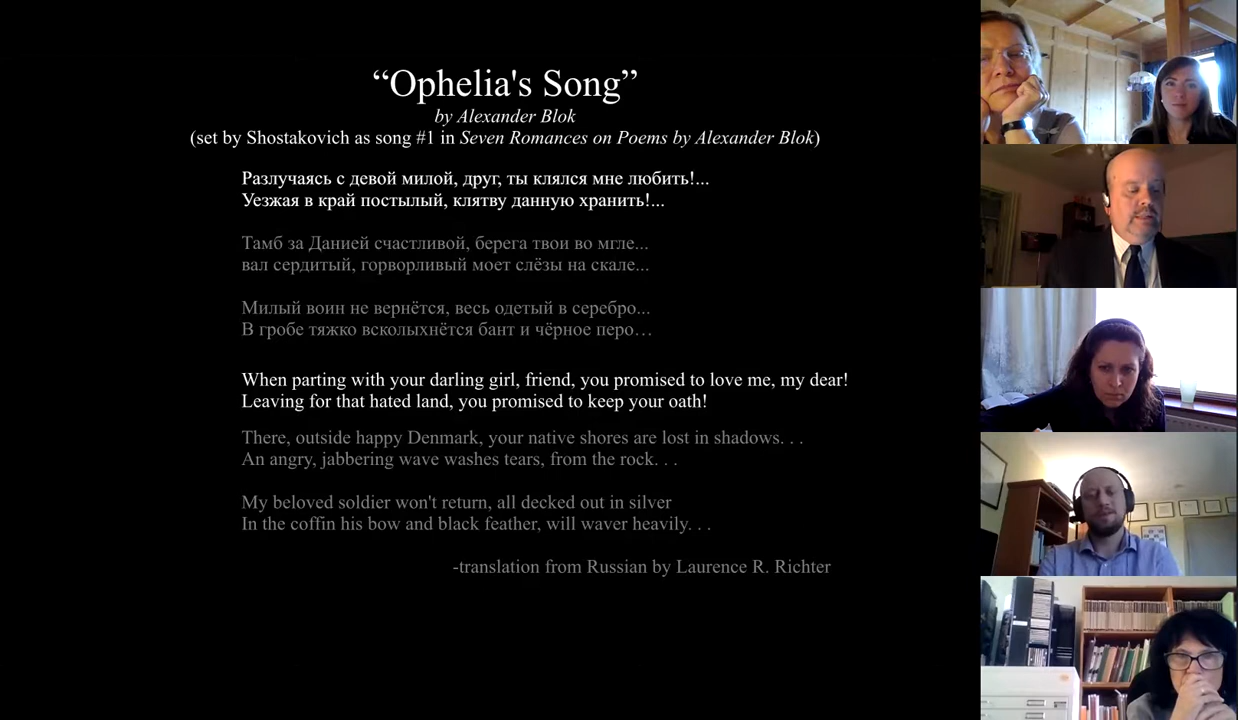 “Ophelia's Song”
by Alexander Blok
(set by Shostakovich as song #1 in Seven Romances on Poems by Alexander Blok)
Разлучаясь с девой милой, друг, ты клялся мне любить!...
Уезжая в край постылый, клятву данную хранить!...
Тамб за Данией счастливой, берега твои во мгле...
вал сердитый, горворливый моет слёзы на скале...
Милый воин не вернётся, весь одетый в серебро...
В гробе тяжко всколыхнётся бант и чёрное перо…
When parting with your darling girl, friend, you promised to love me, my dear!
Leaving for that hated land, you promised to keep your oath!
There, outside happy Denmark, your native shores are lost in shadows. . .
An angry, jabbering wave washes tears, from the rock. . .
My beloved soldier won't return, all decked out in silver
In the coffin his bow and black feather, will waver heavily. . .
-translation from Russian by Laurence R. Richter